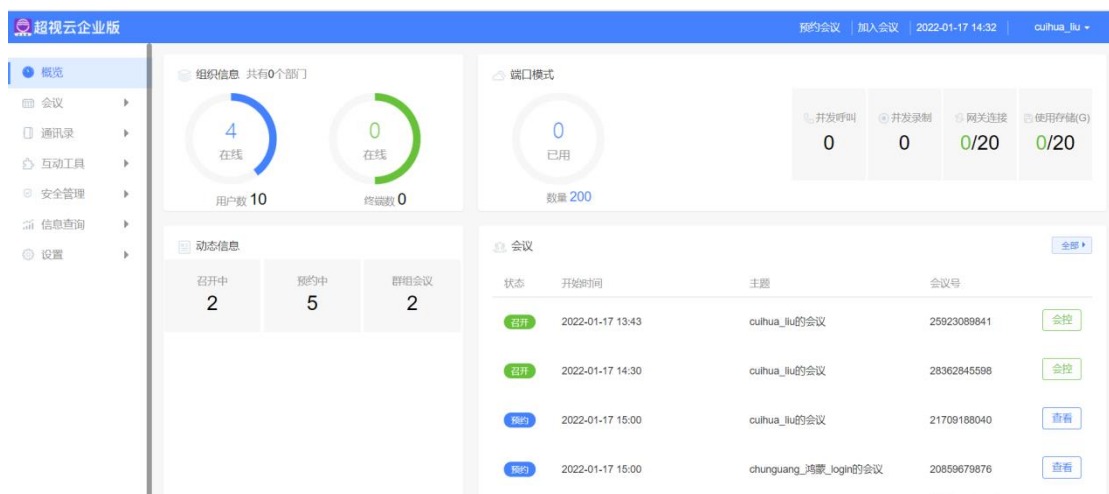 超视云企业版
预约会议 加入会议 2022-01-17 14:32 cuihua_liu
概览
会议
通讯录
互动工具
安全管理
信息查询
设置
组织信息 共有0个部门
4
在线
用户数 10
0
在线
终端数 0
端口模式
0
已用
数量 200
并发呼叫
0
并发录制
0
网关连接
0/20
使用存储(G)
0/20
动态信息
召开中
2
预约中
5
群组会议
2
会议 全部
状态 开始时间 主题 会议号
召开 2022-01-17 13:43 cuihua_liu的会议 25923089841 会控
召开 2022-01-17 14:30 cuihua_liu的会议 28362845598 会控
预约 2022-01-17 15:00 cuihua_liu的会议 21709188040 查看
预约 2022-01-17 15:00 chunguang_鸿蒙_login的会议 20859679876 查看